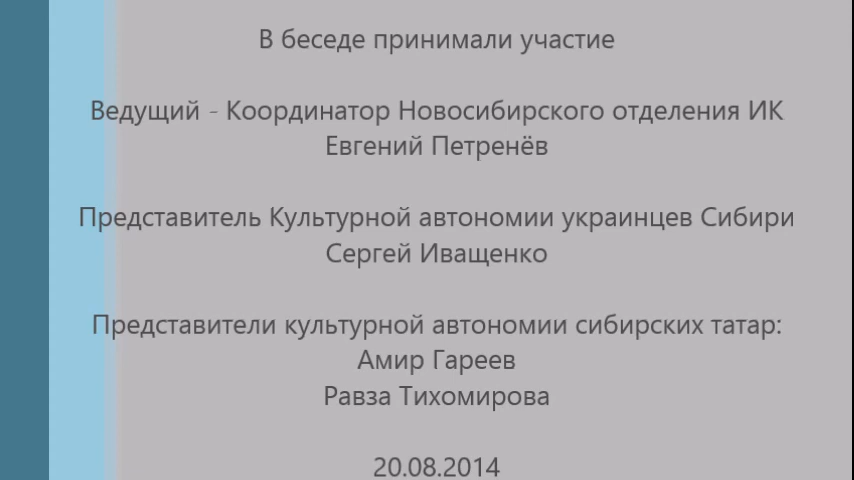 В беседе принимали участие
Ведущий - Координатор Новосибирского отделения ИК
Евгений Петренёв
Представитель Культурной автономии украинцев Сибири
Сергей Иващенко
Представители культурной автономии сибирских татар:
Амир Гареев
Равза Тихомирова
20.08.2014